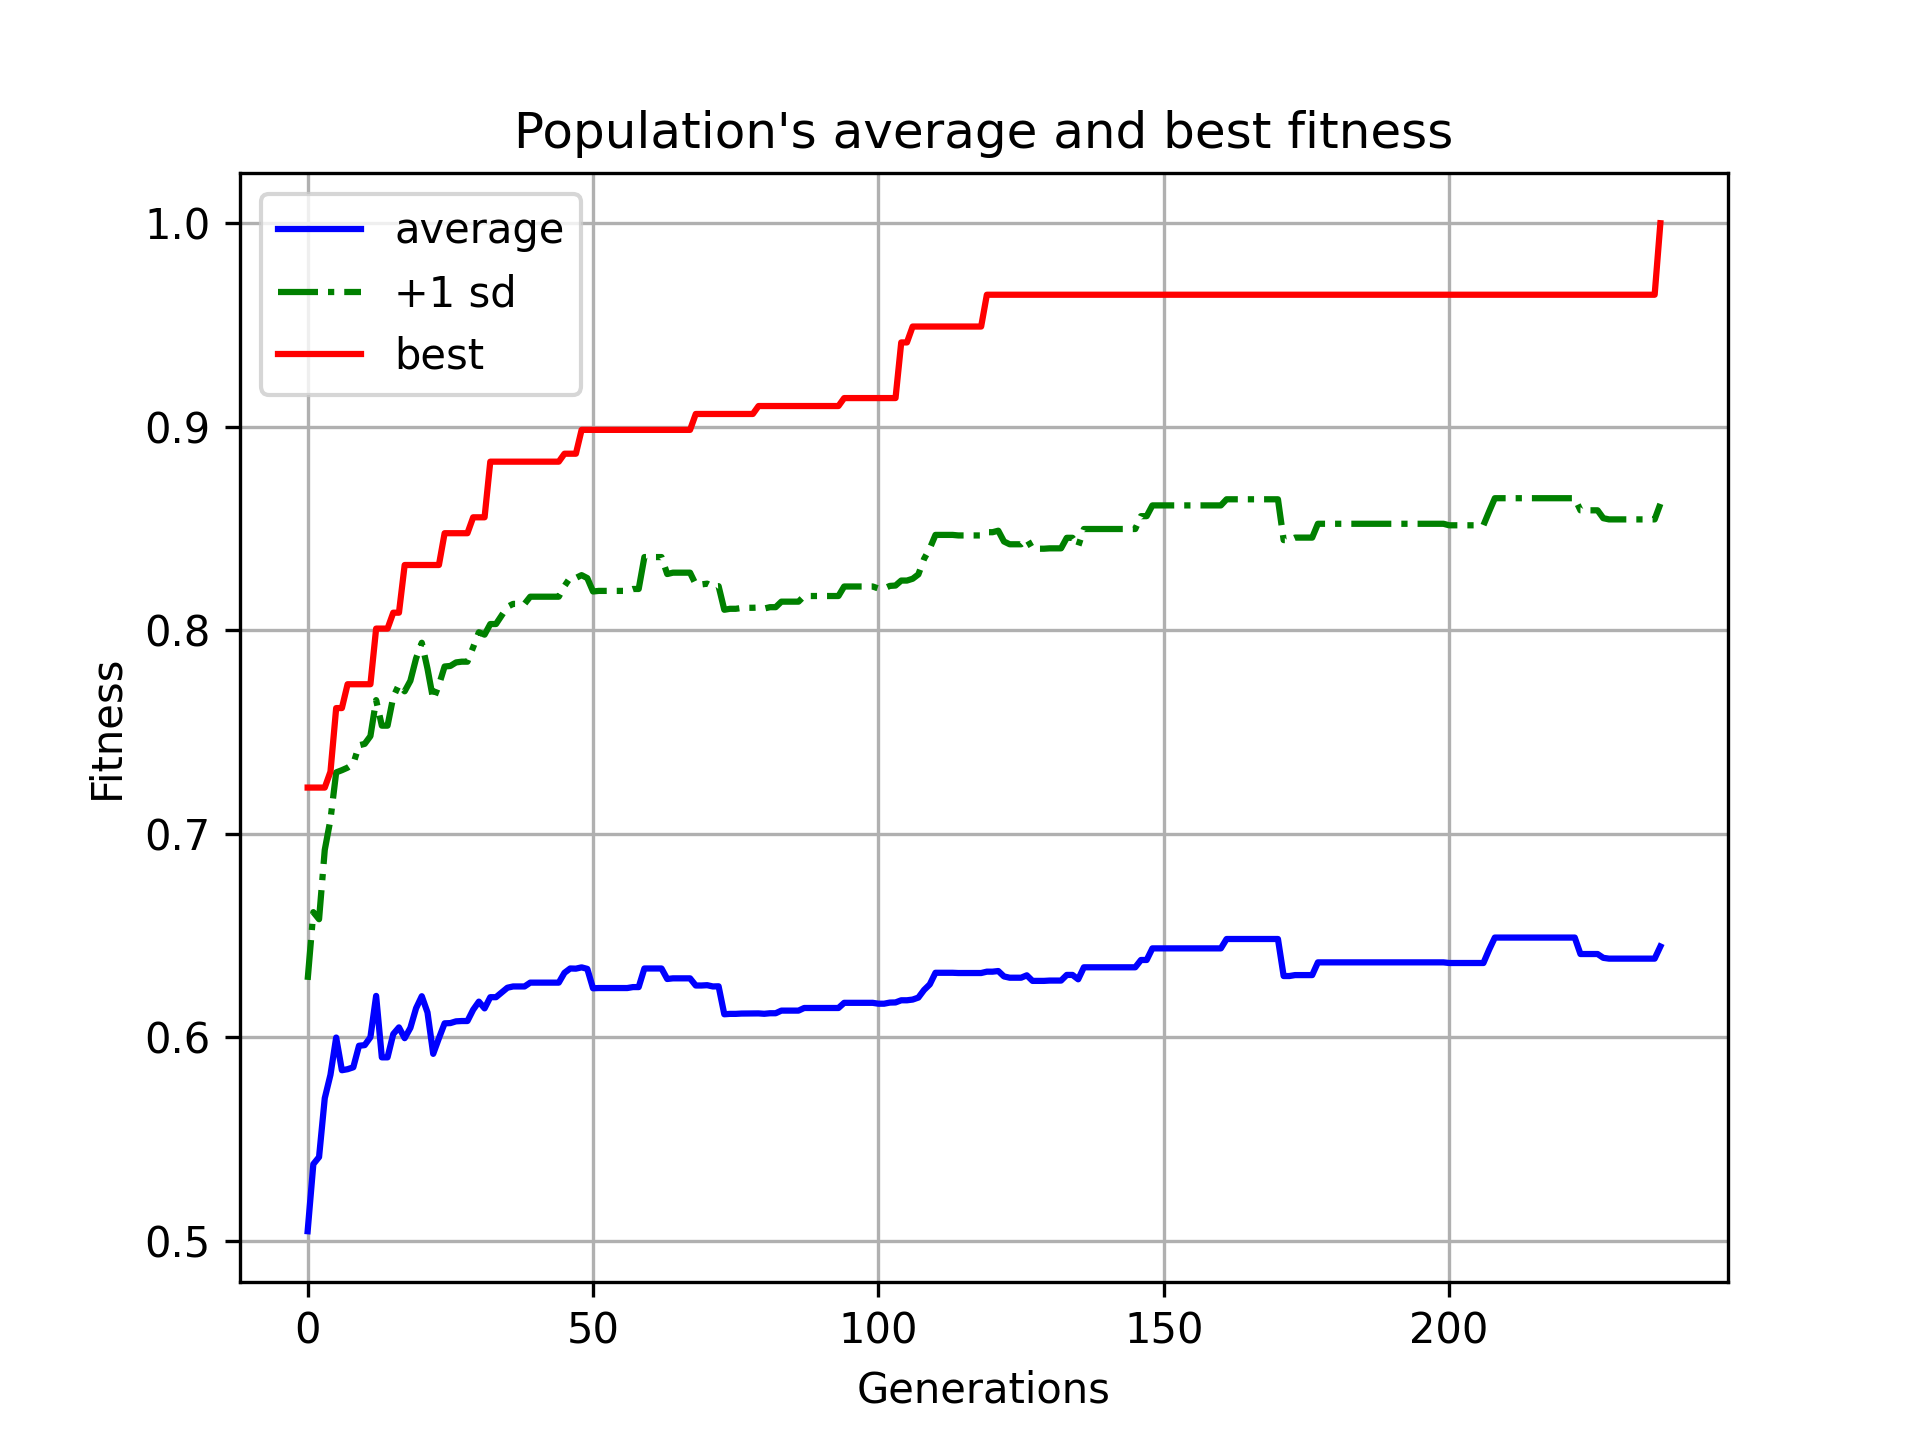 Population's average and best fitness
average
+1 sd
best
1.0
0.9
0.8
0.7
0.6
0.5
Fitness
0 50 100 150 200
Generations